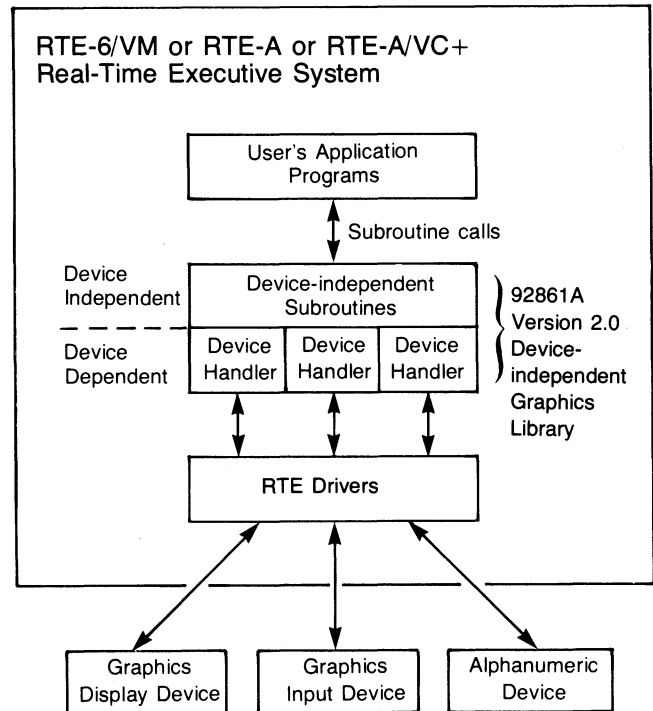 RTE-6/VM or RTE-A or RTE-A/VC+
Real-Time Executive System
User's Application
Programs
Subroutine calls
Device
Independent
Device-independent
Subroutines
Device
Dependent
Device
Handler
Device
Handler
Device
Handler
92861A
Version 2.0
Device-
independent
Graphics
Library
RTE Drivers
Graphics
Display Device
Graphics
Input Device
Alphanumeric
Device